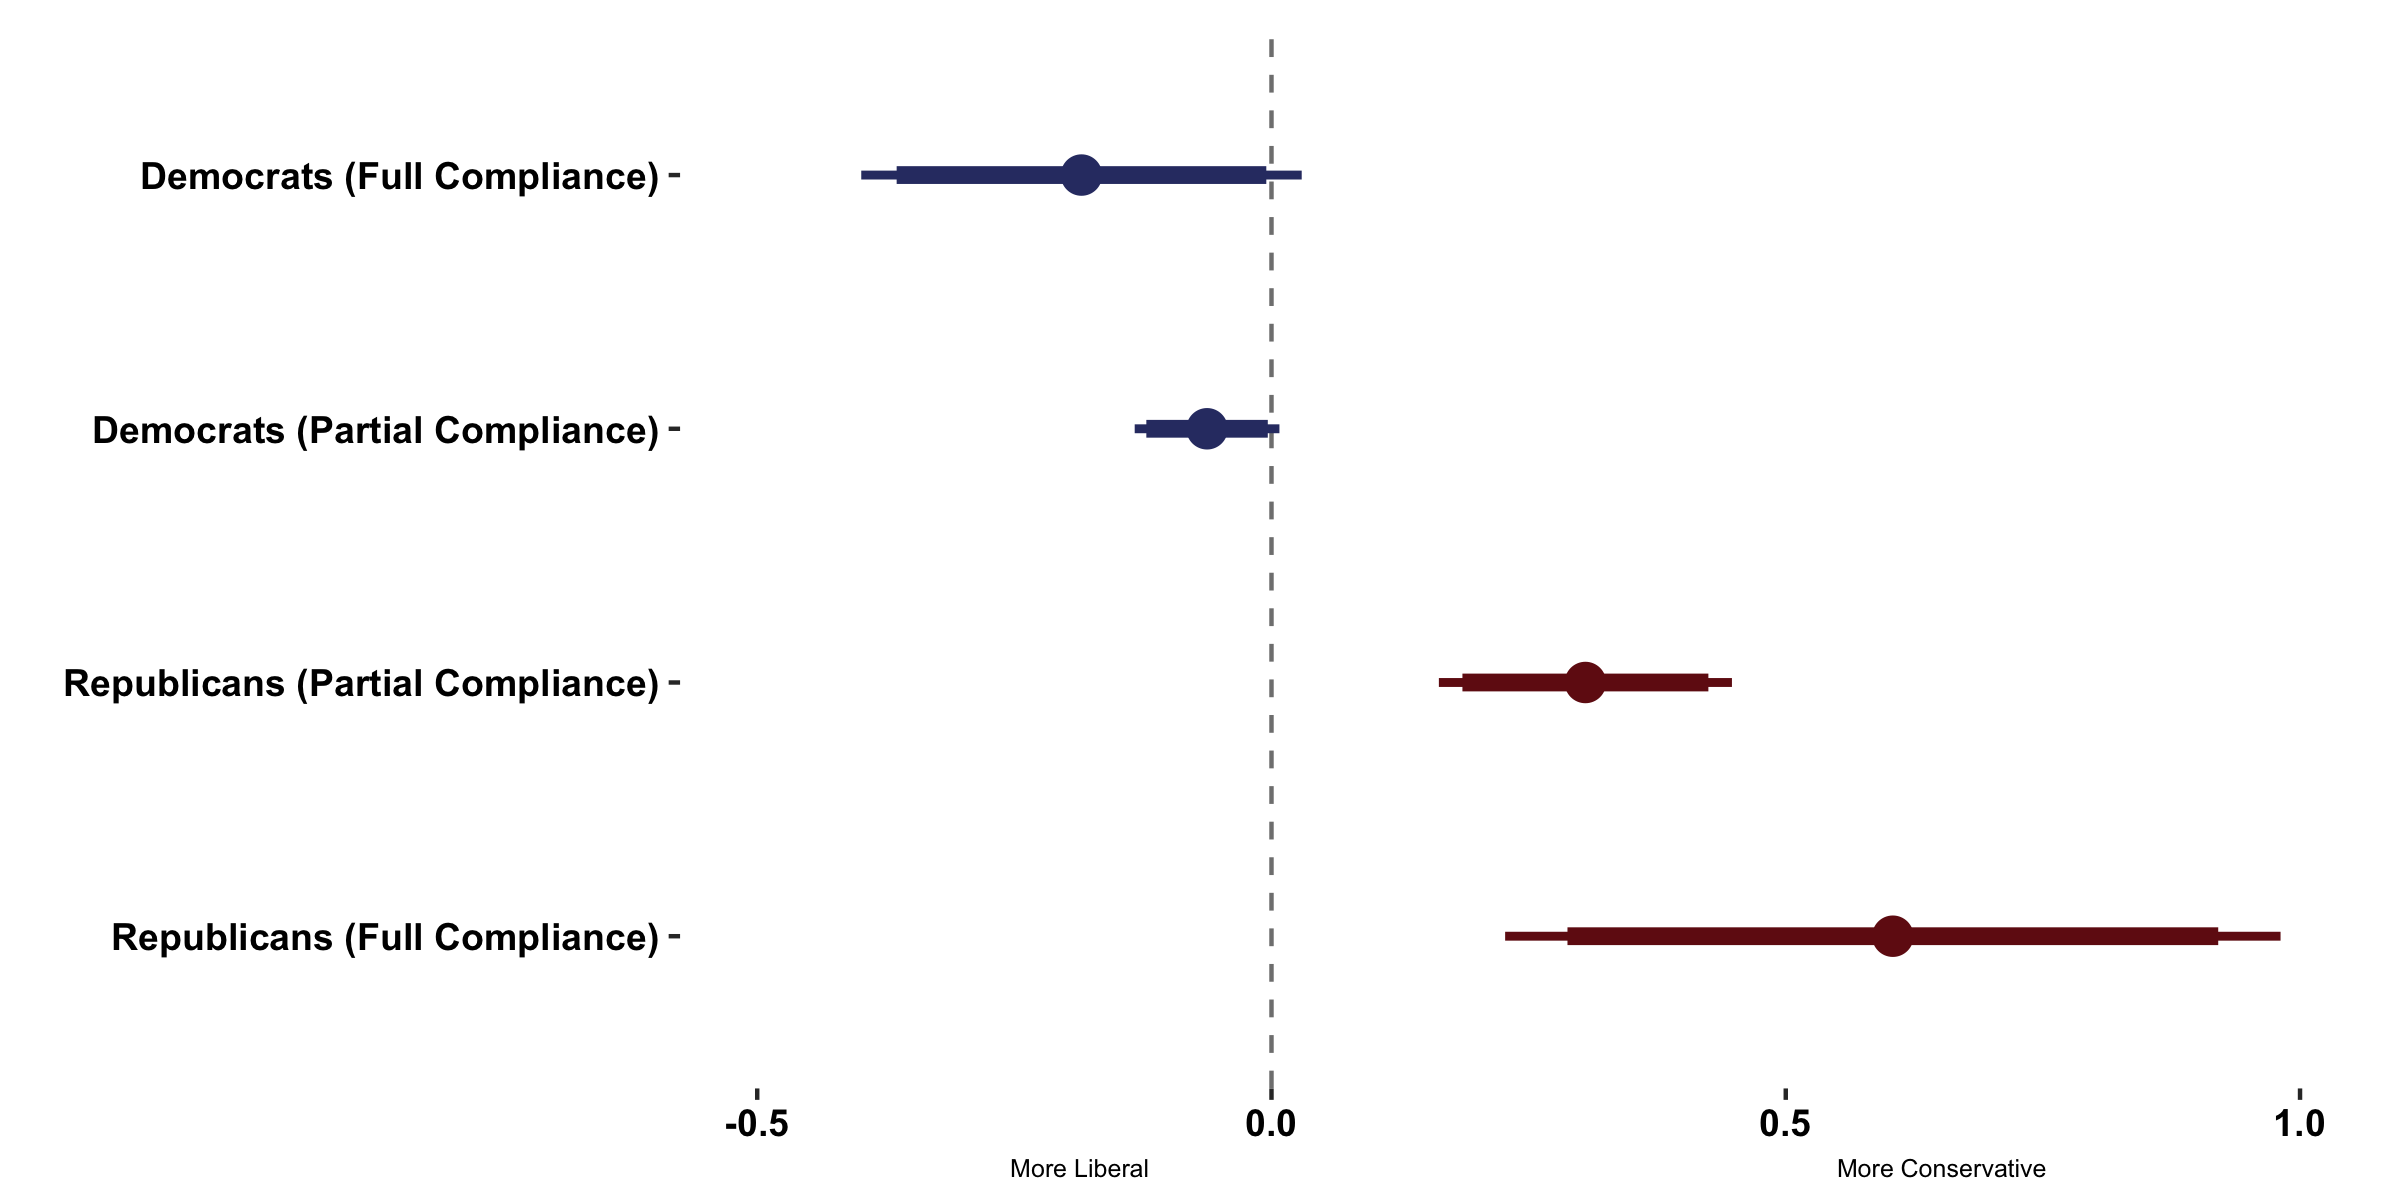 Democrats (Full Compliance)
Democrats (Partial Compliance)
Republicans (Partial Compliance)
Republicans (Full Compliance)
-0.5 0.0 0.5 1.0
More Liberal More Conservative